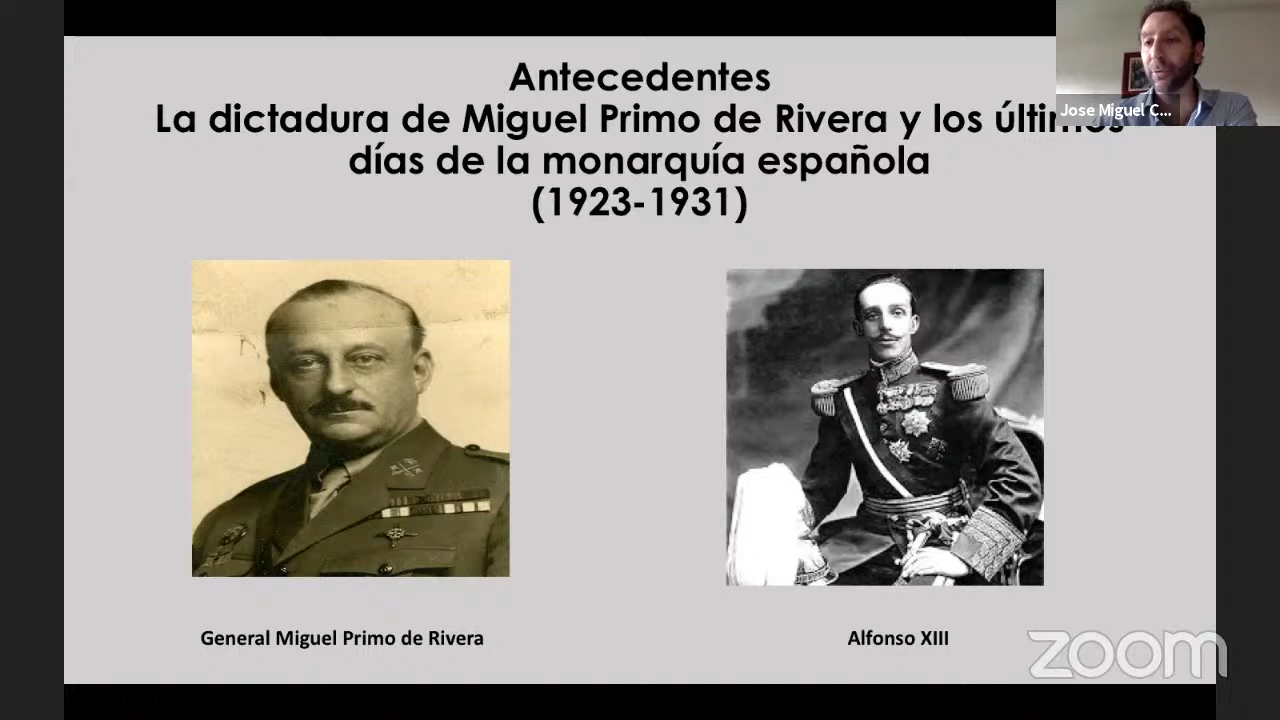 Antecedentes
La dictadura de Miguel Primo de Rivera y los últimos
días de la monarquía española
(1923-1931)
Jose Miguel C...
General Miguel Primo de Rivera
Alfonso XIII
zoom